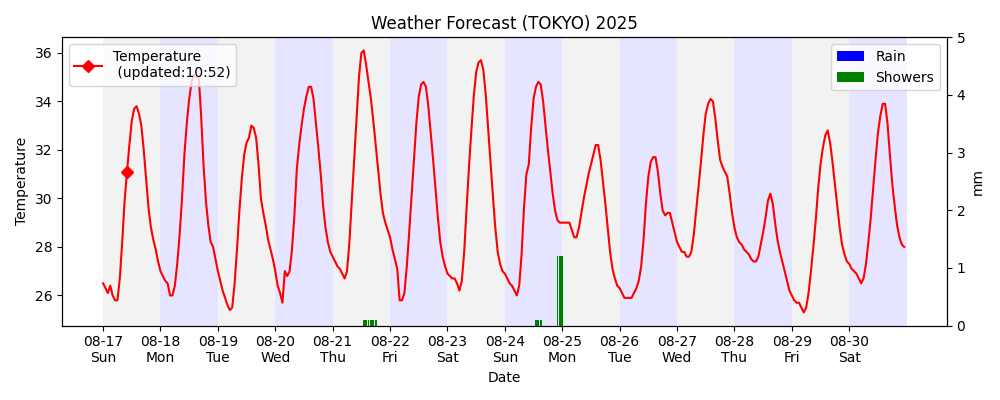 Weather Forecast (TOKYO) 2025
Temperature
(updated:10:52)
Rain
Showers
Temperature
36
34
32
30
28
26
5
4
3
2
1
0
mm
08-17 08-18 08-19 08-20 08-21 08-22 08-23 08-24 08-25 08-26 08-27 08-28 08-29 08-30
Sun Mon Tue Wed Thu Fri Sat Sun Mon Tue Wed Thu Fri Sat
Date